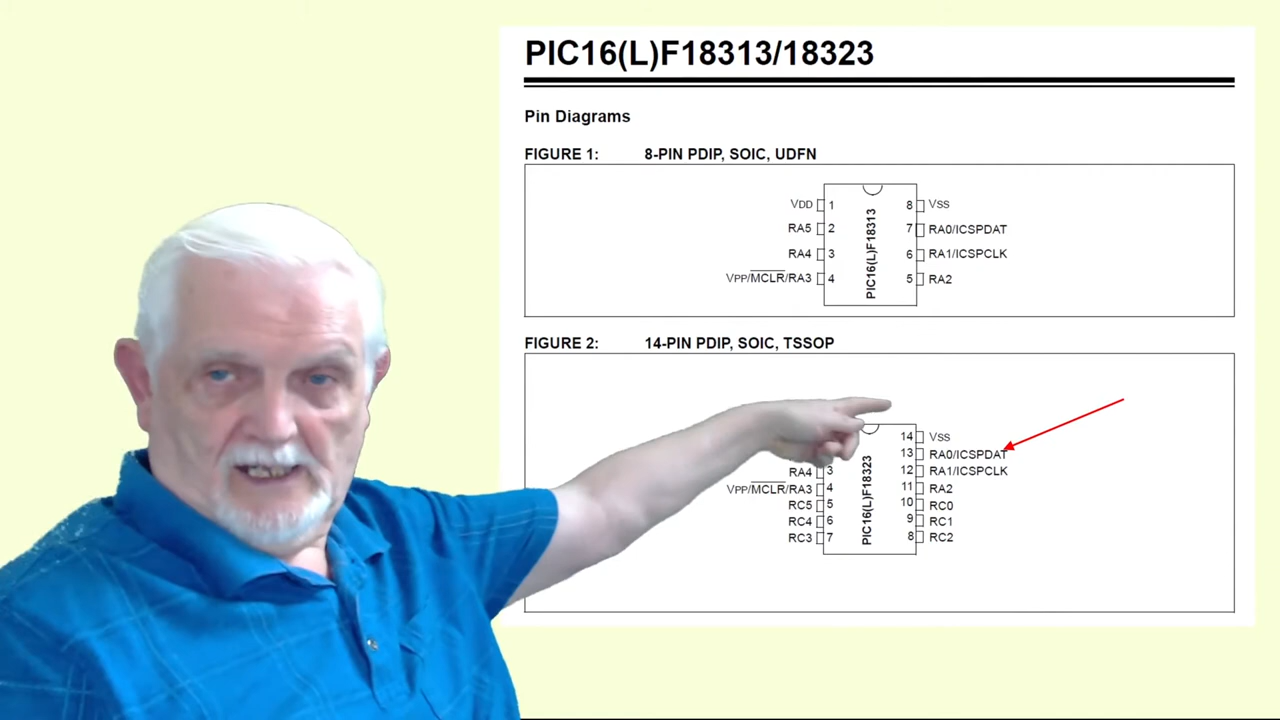 PIC16(L)F18313/18323
Pin Diagrams
FIGURE 1: 8-PIN PDIP, SOIC, UDFN
VDD 1 8 VSS
RA5 2 7 RA0/ICSPDAT
RA4 3 6 RA1/ICSPCLK
VPP/MCLR/RA3 4 5 RA2
PIC16(L)F18313
FIGURE 2: 14-PIN PDIP, SOIC, TSSOP
14 VSS
13 RA0/ICSPDAT
RA4 3 12 RA1/ICSPCLK
VPP/MCLR/RA3 4 11 RA2
RC5 5 10 RC0
RC4 6 9 RC1
RC3 7 8 RC2
PIC16(L)F18323